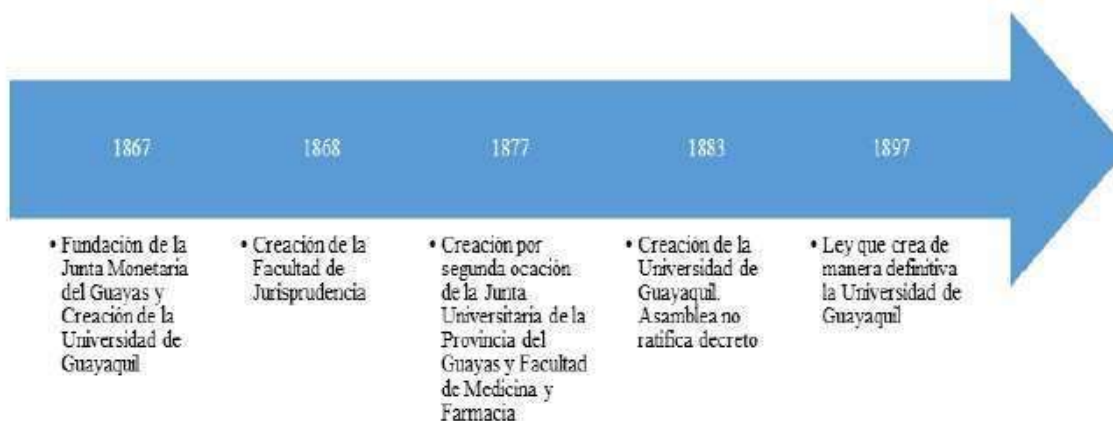 1867
1868
1877
1883
1897
• Fundación de la
Junta Monetaria
del Guayas y
Creación de la
Universidad de
Guayaquil
• Creación de la
Facultad de
Jurisprudencia
• Creación por
segunda ocación
de la Junta
Universitaria de la
Provincia del
Guayas y Facultad
de Medicina y
Farmacia
• Creación de la
Universidad de
Guayaquil.
Asamblea no
ratifica decreto
• Ley que crea de
manera definitiva
la Universidad de
Guayaquil